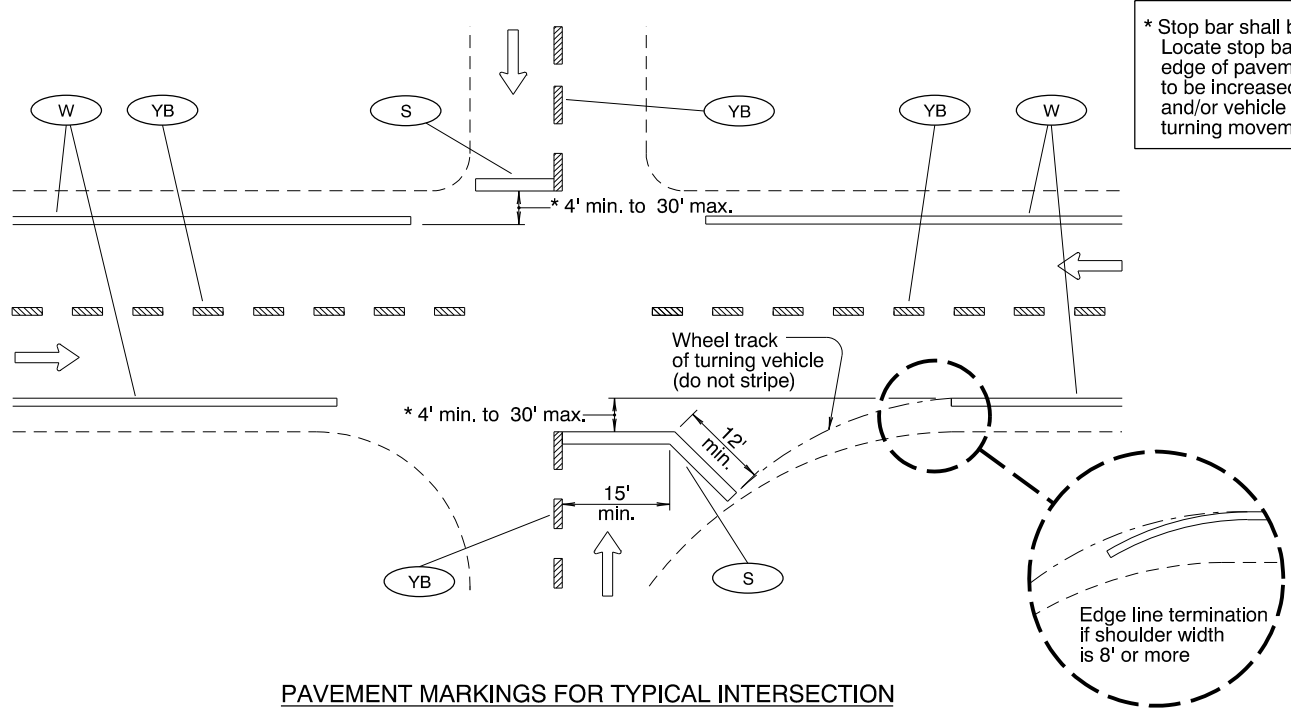 * Stop bar shall b
Locate stop ba
edge of pavem
to be increased
and/or vehicle
turning movem
W
YB
S
YB
YB
W
* 4' min. to 30' max.
Wheel track
of turning vehicle
(do not stripe)
* 4' min. to 30' max.
12'
min.
15'
min.
YB
S
Edge line termination
if shoulder width
is 8' or more
PAVEMENT MARKINGS FOR TYPICAL INTERSECTION